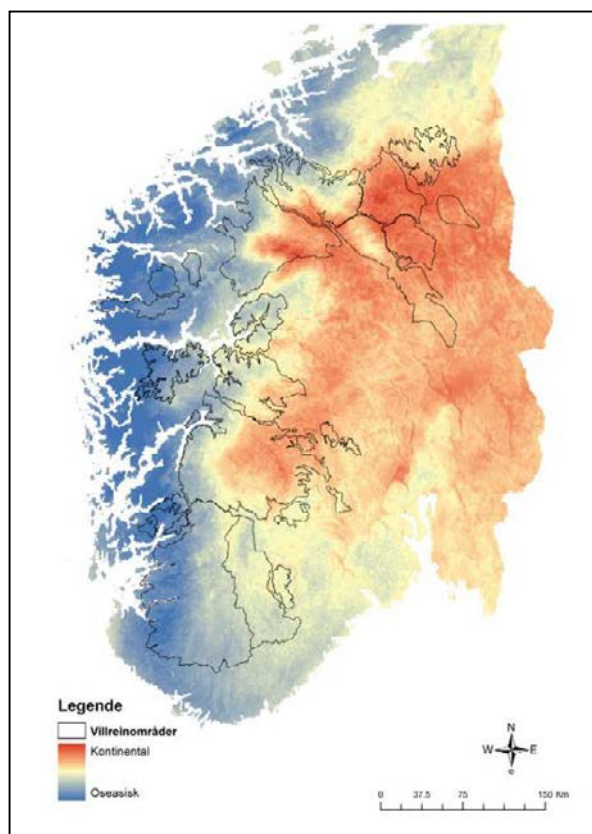 Legende
Villreinområder
Kontinental
Oseasisk
N
W E
0 37.5 75 150 Km